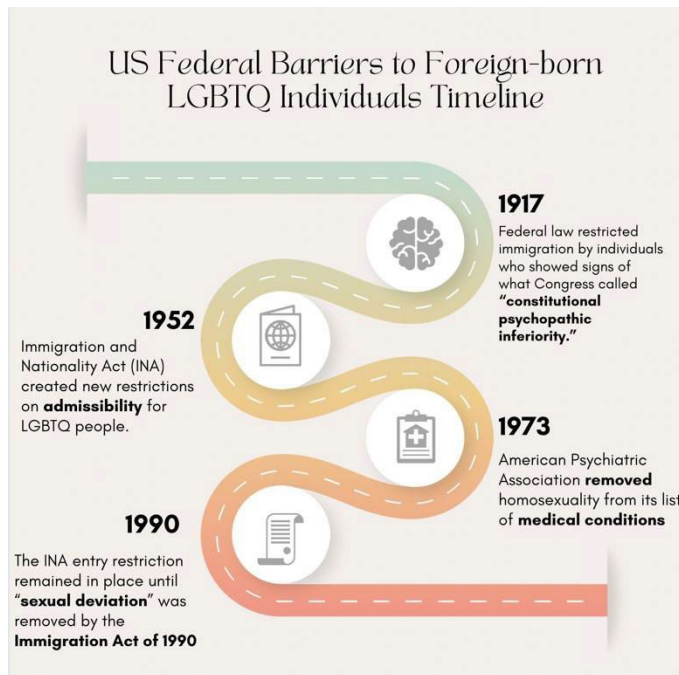 US Federal Barriers to Foreign-born
LGBTQ Individuals Timeline
1917
Federal law restricted
immigration by individuals
who showed signs of
what Congress called
“constitutional
psychopathic
inferiority.”
1952
Immigration and
Nationality Act (INA)
created new restrictions
on admissibility for
LGBTQ people.
1973
American Psychiatric
Association removed
homosexuality from its list
of medical conditions
1990
The INA entry restriction
remained in place until
“sexual deviation” was
removed by the
Immigration Act of 1990